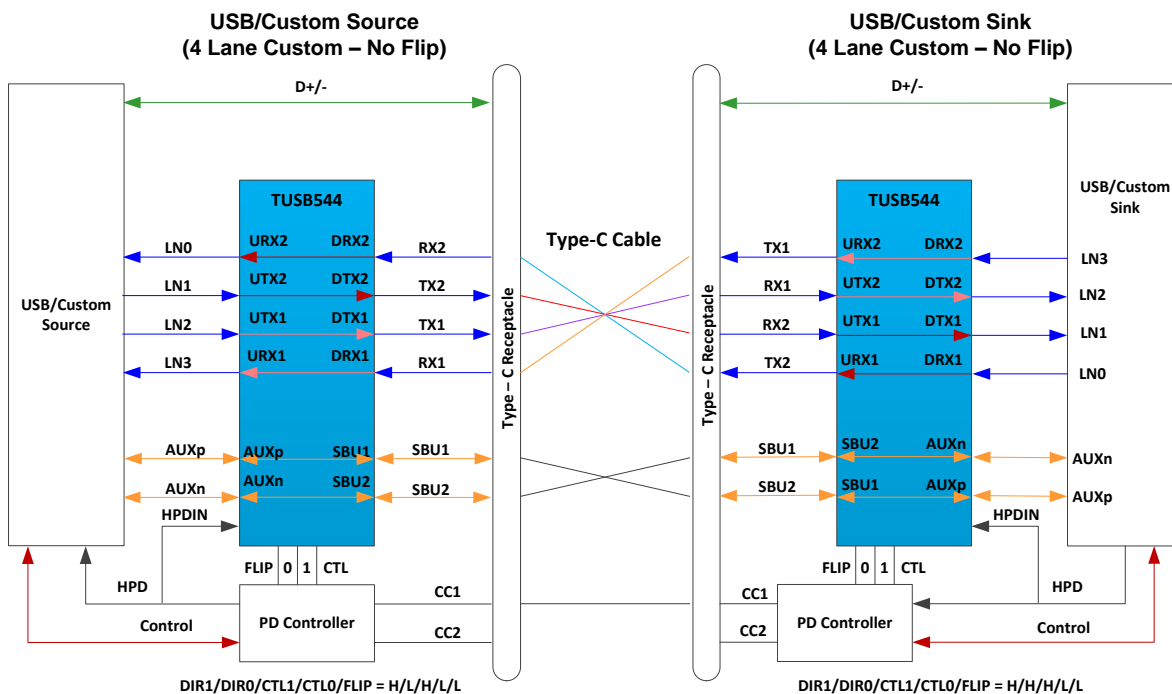 USB/Custom Source
(4 Lane Custom – No Flip)
USB/Custom Sink
(4 Lane Custom – No Flip)
D+/-
D+/-
TUSB544
TUSB544
USB/Custom
Source
USB/Custom
Sink
Type-C Cable
Type – C Receptacle
Type – C Receptacle
LN0 URX2 DRX2 RX2
LN1 UTX2 DTX2 TX2
LN2 UTX1 DTX1 TX1
LN3 URX1 DRX1 RX1
AUXp AUXp SBU1 SBU1
AUXn AUXn SBU2 SBU2
TX1 URX2 DRX2 LN3
RX1 UTX2 DTX2 LN2
RX2 UTX1 DTX1 LN1
TX2 URX1 DRX1 LN0
SBU1 SBU2 AUXn AUXn
SBU2 SBU1 AUXp AUXp
HPDIN
HPDIN
FLIP 0 1 CTL
FLIP 0 1 CTL
HPD
HPD
Control
Control
PD Controller
PD Controller
CC1
CC2
CC1
CC2
DIR1/DIR0/CTL1/CTL0/FLIP = H/L/H/L/L
DIR1/DIR0/CTL1/CTL0/FLIP = H/H/H/L/L